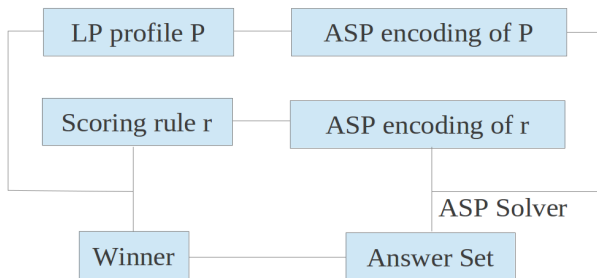 LP profile P
ASP encoding of P
Scoring rule r
ASP encoding of r
ASP Solver
Winner
Answer Set